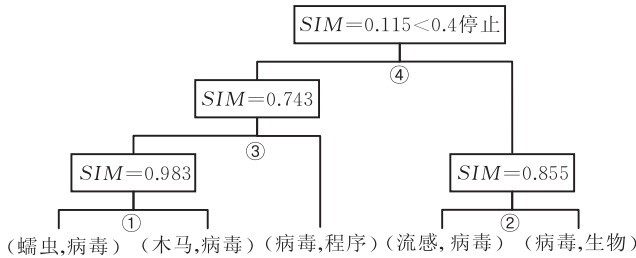 SIM=0.115<0.4停止
④
SIM=0.743
③
SIM=0.983
SIM=0.855
①
②
(蠕虫,病毒) (木马,病毒) (病毒,程序) (流感, 病毒) (病毒,生物)